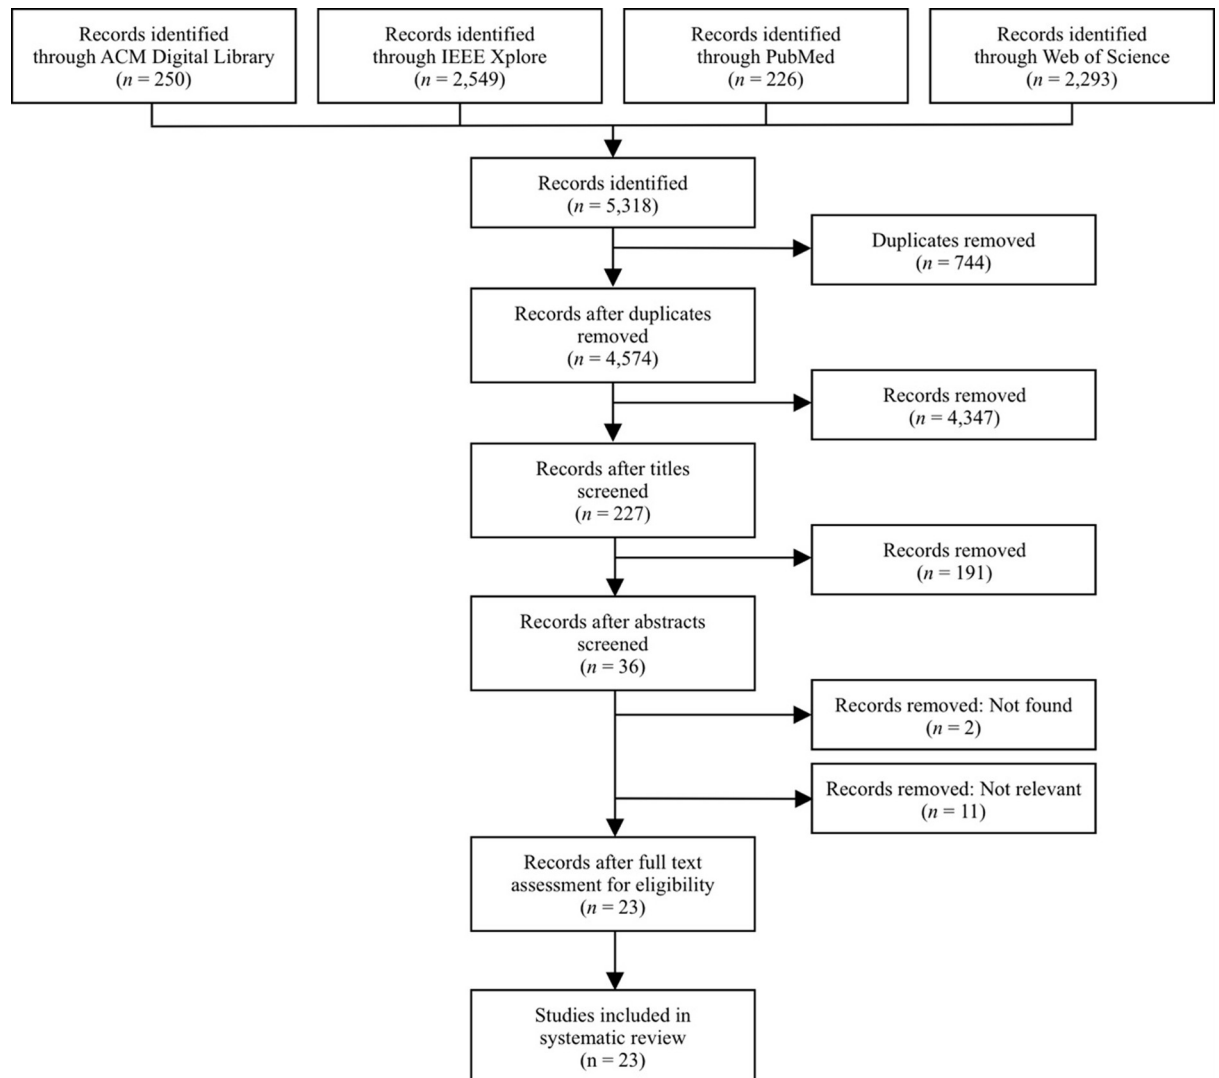 Records identified
through ACM Digital Library
(n = 250)
Records identified
through IEEE Xplore
(n = 2,549)
Records identified
through PubMed
(n = 226)
Records identified
through Web of Science
(n = 2,293)
Records identified
(n = 5,318)
Duplicates removed
(n = 744)
Records after duplicates
removed
(n = 4,574)
Records removed
(n = 4,347)
Records after titles
screened
(n = 227)
Records removed
(n = 191)
Records after abstracts
screened
(n = 36)
Records removed: Not found
(n = 2)
Records removed: Not relevant
(n = 11)
Records after full text
assessment for eligibility
(n = 23)
Studies included in
systematic review
(n = 23)